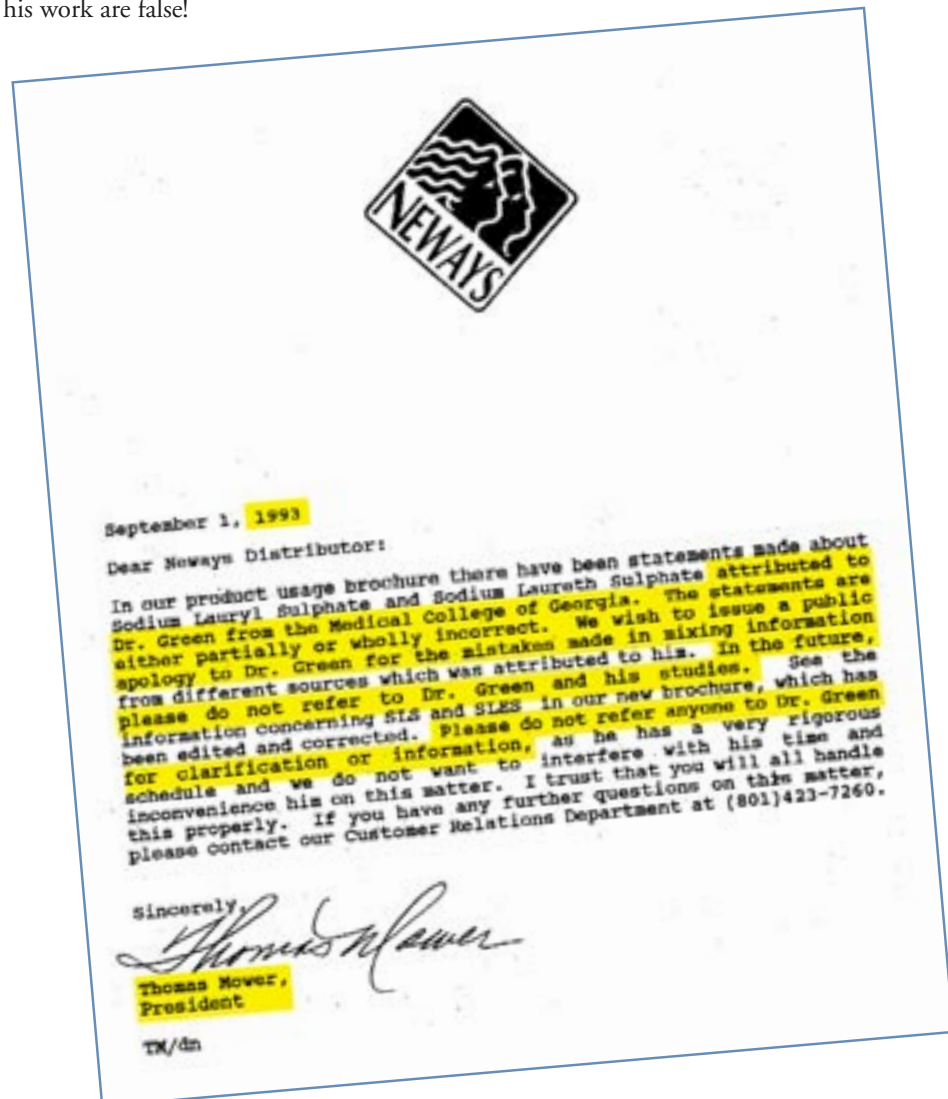 his work are false!
NEWAYS
September 1, 1993
Dear Neways Distributor:
In our product usage brochure there have been statements made about
Sodium Lauryl Sulphate and Sodium Laureth Sulphate attributed to
Dr. Green from the Medical College of Georgia. The statements are
either partially or wholly incorrect. We wish to issue a public
apology to Dr. Green for the mistakes made in mixing information
from different sources which was attributed to him. In the future,
please do not refer to Dr. Green and his studies. See the
information concerning SLS and SLES in our new brochure, which has
been edited and corrected. Please do not refer anyone to Dr. Green
for clarification or information, as he has a very rigorous
schedule and we do not want to interfere with his time and
inconvenience him on this matter. I trust that you will all handle
this properly. If you have any further questions on this matter,
please contact our Customer Relations Department at (801)423-7260.
Sincerely,
Thomas Mower
Thomas Mower,
President
TM/dn